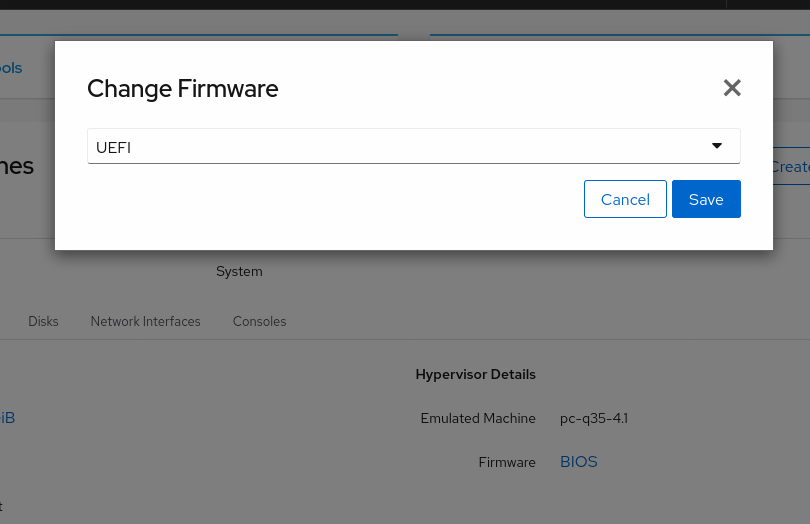 ools
Change Firmware
UEFI
nes
Create
Cancel
Save
System
Disks Network Interfaces Consoles
Hypervisor Details
iB
Emulated Machine pc-q35-4.1
Firmware BIOS
t